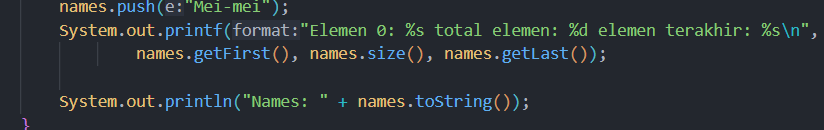 names.push(e:"Mei-mei")
System.out.printf(format:"Elemen 0: %s total elemen: %d elemen terakhir: %s\n",
names.getFirst(), names.size(), names.getLast());
System.out.println("Names: " + names.toString());
}